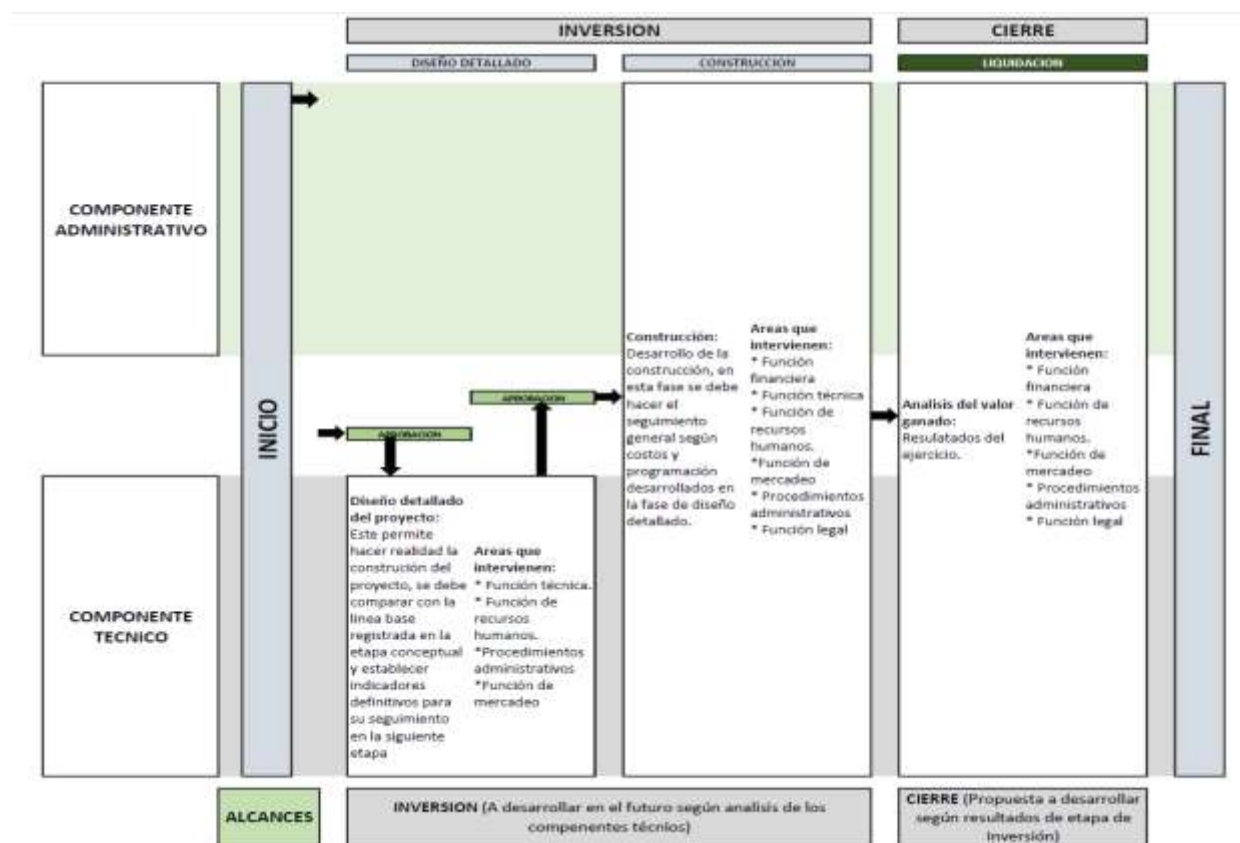 INVERSION
CIERRE
DISEÑO DETALLADO
CONSTRUCCION
LIQUIDACION
COMPONENTE
ADMINISTRATIVO
INICIO
APROBACION
APROBACION
Construcción:
Desarrollo de la
construcción, en
esta fase se debe
hacer el
seguimiento
general según
costos y
programación
desarrollados en
la fase de diseño
detallado.
Areas que
intervienen:
* Función
financiera
* Función técnica
* Función de
recursos
humanos.
*Función de
mercadeo
* Procedimientos
administrativos
* Función legal
Analisis del valor
ganado:
Resulatados del
ejercicio.
Areas que
intervienen:
* Función
financiera
* Función de
recursos
humanos.
*Función de
mercadeo
* Procedimientos
administrativos
* Función legal
FINAL
COMPONENTE
TECNICO
Diseño detallado
del proyecto:
Este permite
hacer realidad la
construción del
proyecto, se debe
comparar con la
linea base
registrada en la
etapa conceptual
y establecer
indicadores
definitivos para
su seguimiento
en la siguiente
etapa
Areas que
intervienen:
* Función técnica.
* Función de
recursos
humanos.
*Procedimientos
administrativos
*Función de
mercadeo
ALCANCES
INVERSION (A desarrollar en el futuro según analisis de los
compenentes técnios)
CIERRE (Propuesta a desarrollar
según resultados de etapa de
Inversión)